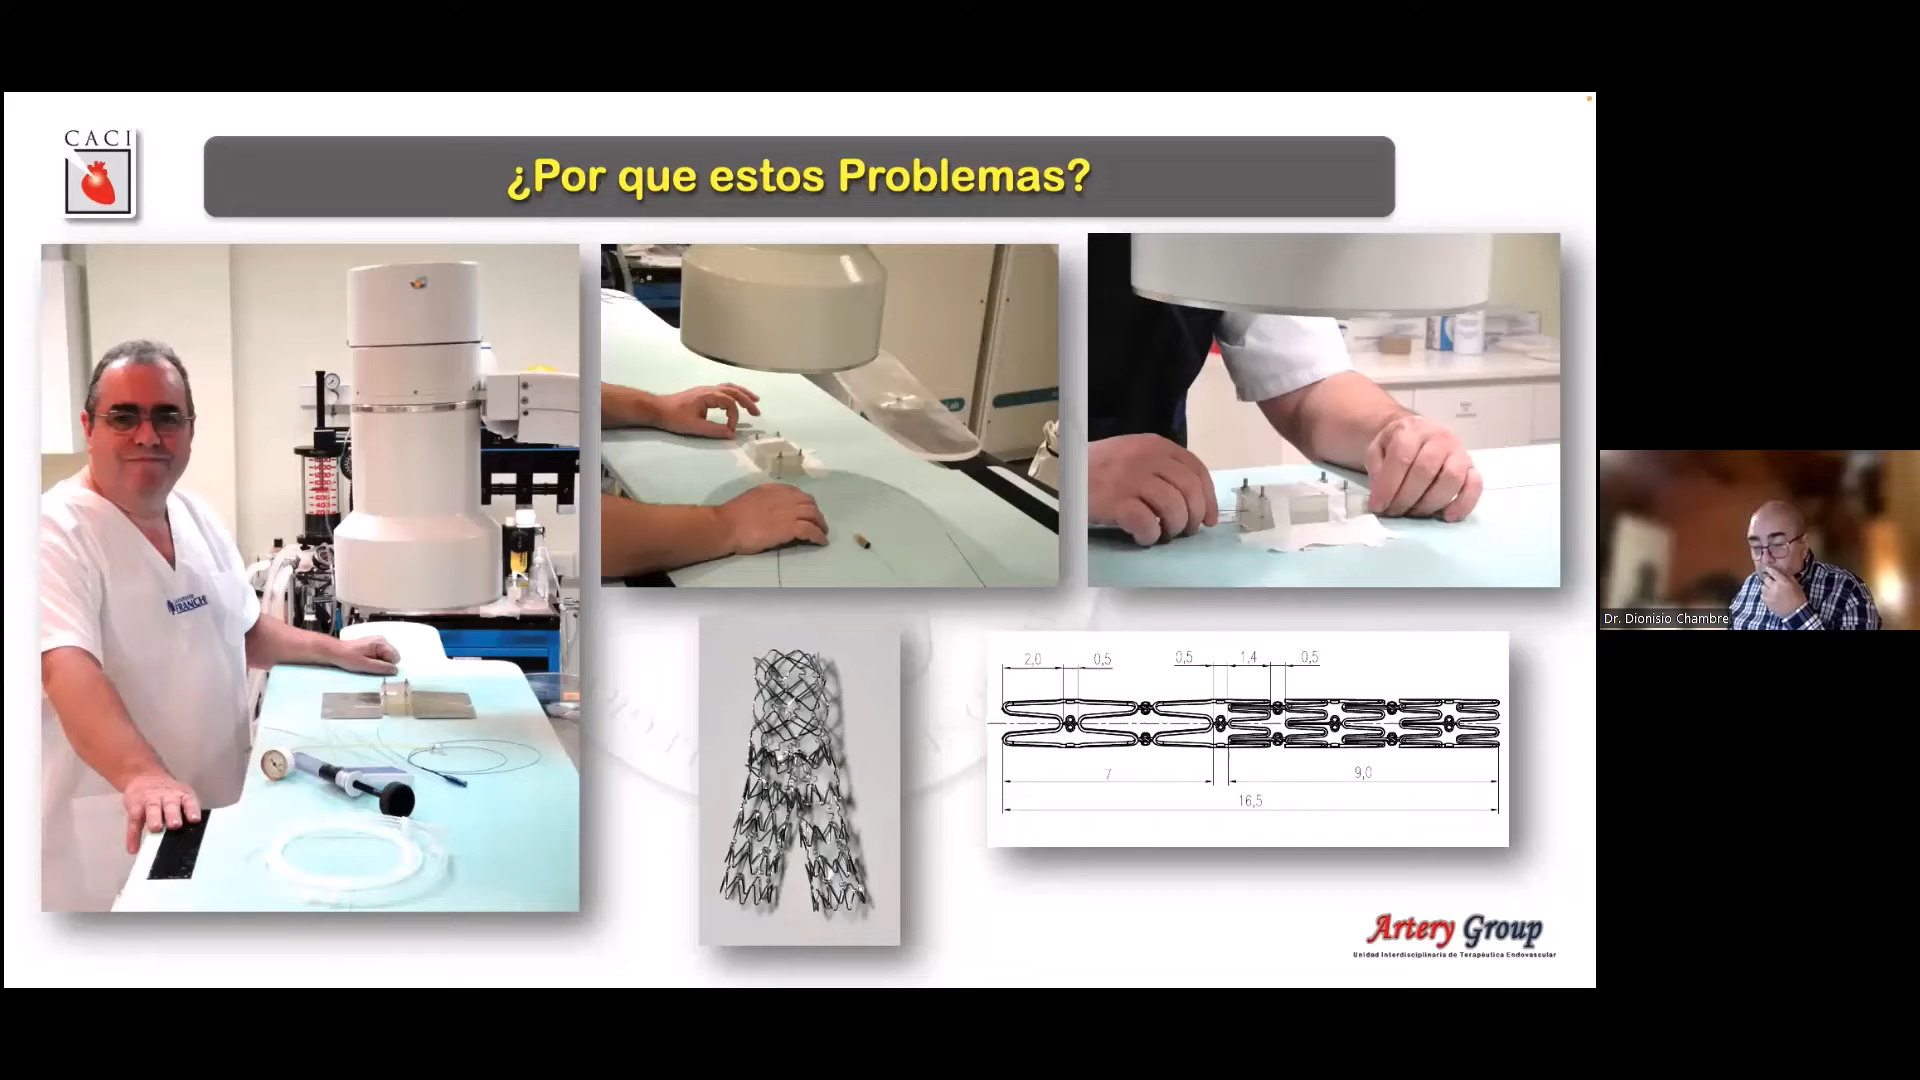 CACI
¿Por que estos Problemas?
FRANCHI
2,0
0,5
0,5
1,4
0,5
7
9,0
16,5
Artery Group
Unidad Interdisciplinaria de Terapéutica Endovascular
Dr. Dionisio Chambre